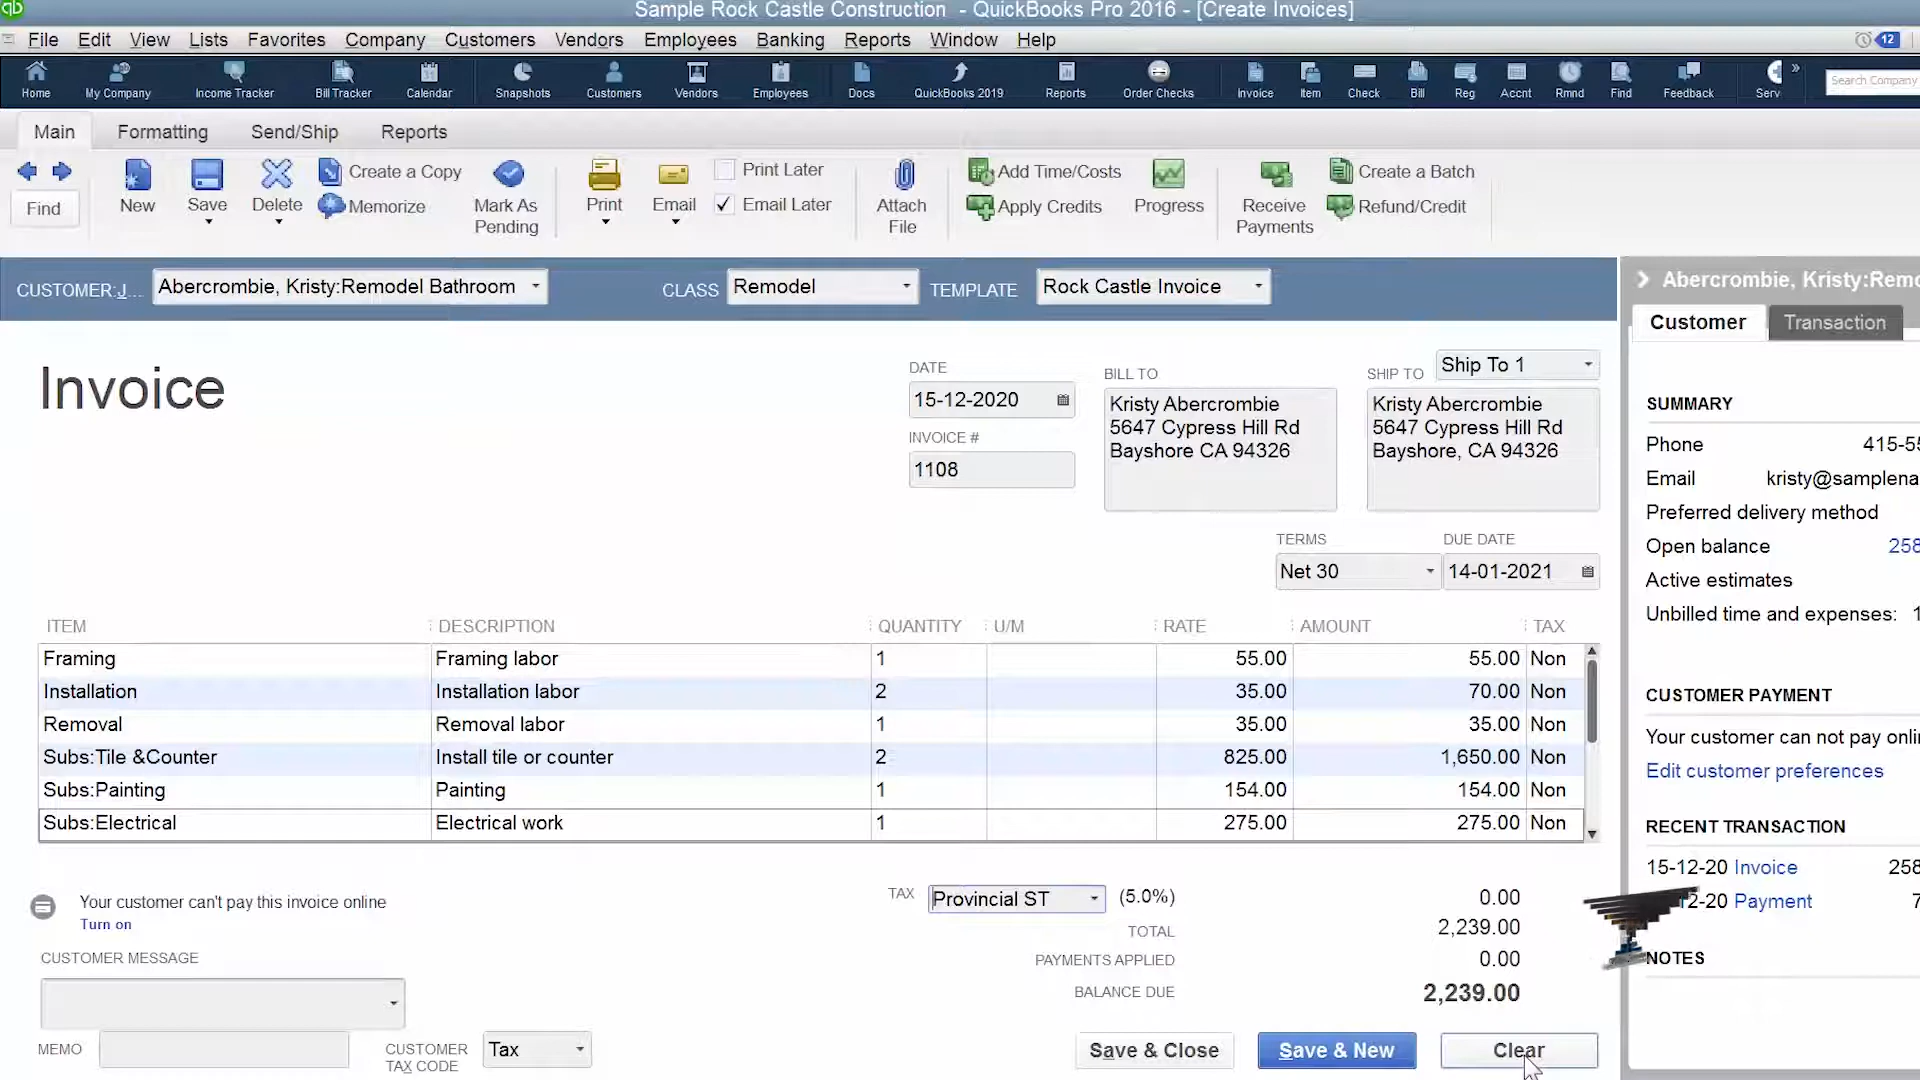 Sample Rock Castle Construction - QuickBooks Pro 2016 - [Create Invoices]
File Edit View Lists Favorites Company Customers Vendors Employees Banking Reports Window Help 12
Home My Company Income Tracker Bill Tracker Calendar Snapshots Customers Vendors Employees Docs QuickBooks 2019 Reports Order Checks Invoice Item Check Bill Reg Accnt Rmnd Find Feedback Serv » Search Company
Main Formatting Send/Ship Reports
Find New Save Delete Create a Copy Memorize Mark As Pending Print Email Print Later Email Later Attach File Add Time/Costs Apply Credits Progress Receive Payments Create a Batch Refund/Credit
CUSTOMER:J... Abercrombie, Kristy:Remodel Bathroom CLASS Remodel TEMPLATE Rock Castle Invoice
Invoice
DATE
15-12-2020
INVOICE #
1108
BILL TO
Kristy Abercrombie
5647 Cypress Hill Rd
Bayshore CA 94326
SHIP TO Ship To 1
Kristy Abercrombie
5647 Cypress Hill Rd
Bayshore, CA 94326
TERMS DUE DATE
Net 30 14-01-2021
ITEM DESCRIPTION QUANTITY U/M RATE AMOUNT TAX
Framing Framing labor 1 55.00 55.00 Non
Installation Installation labor 2 35.00 70.00 Non
Removal Removal labor 1 35.00 35.00 Non
Subs:Tile &Counter Install tile or counter 2 825.00 1,650.00 Non
Subs:Painting Painting 1 154.00 154.00 Non
Subs:Electrical Electrical work 1 275.00 275.00 Non
Your customer can't pay this invoice online
Turn on
TAX Provincial ST (5.0%) 0.00
TOTAL 2,239.00
PAYMENTS APPLIED 0.00
BALANCE DUE 2,239.00
CUSTOMER MESSAGE
MEMO
CUSTOMER TAX CODE Tax
Save & Close Save & New Clear
Abercrombie, Kristy:Remo
Customer Transaction
SUMMARY
Phone 415-55
Email kristy@samplena
Preferred delivery method
Open balance 258
Active estimates
Unbilled time and expenses: 1
CUSTOMER PAYMENT
Your customer can not pay onli
Edit customer preferences
RECENT TRANSACTION
15-12-20 Invoice 258
12-20 Payment 7
NOTES